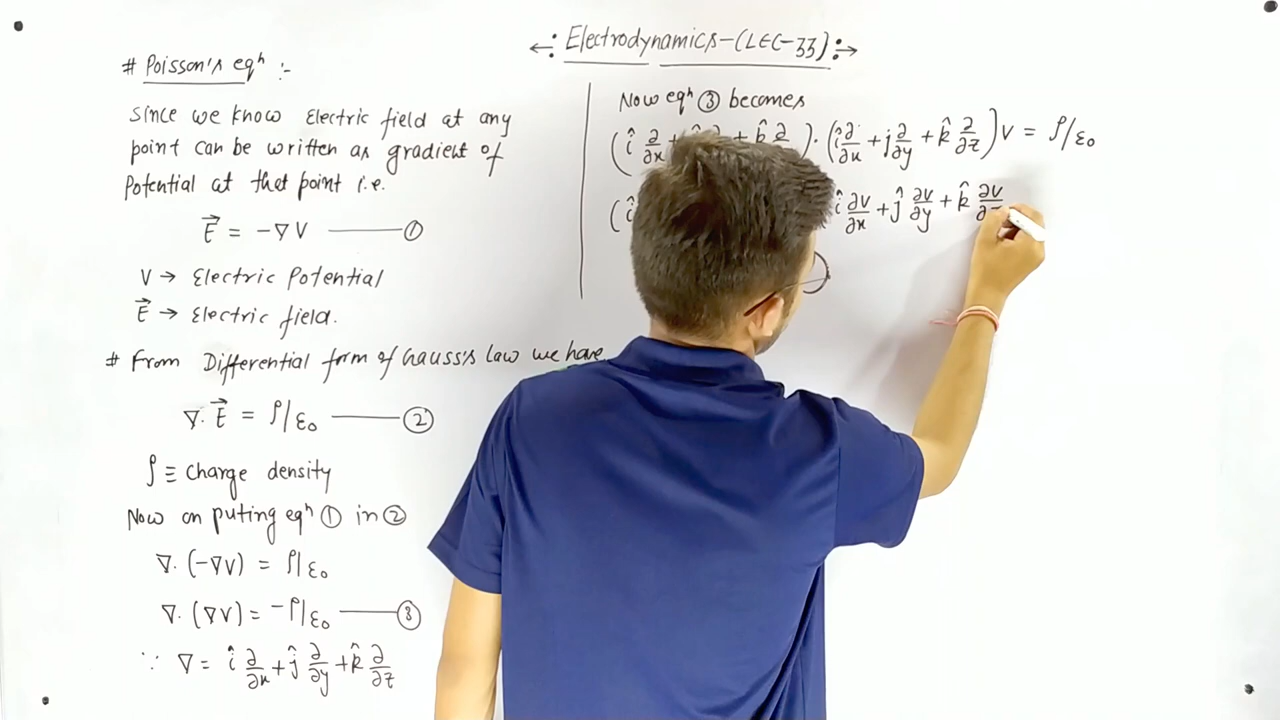 Electrodynamics-(LEC-33)
# Poisson's eqⁿ :-
Since we know Electric field at any
point can be written as gradient of
Potential at that point i.e.
E⃗ = -∇V ——— ①
V → Electric Potential
E⃗ → Electric field.
# From Differential form of Gauss's Law we have
∇. E⃗ = ρ/ε₀ ——— ②
ρ ≡ Charge density
Now on puting eqⁿ ① in ②
∇. (-∇V) = ρ/ε₀
∇. (∇V) = -ρ/ε₀ ——— ③
∵ ∇ = î ∂/∂x + ĵ ∂/∂y + k̂ ∂/∂z
Now eqⁿ ③ becomes
(î ∂/∂x + k̂ ∂ ) · (î ∂/∂x + j ∂/∂y + k̂ ∂/∂z) V = ρ/ε₀
(î î ∂V/∂x + ĵ ∂V/∂y + k̂ ∂V/∂